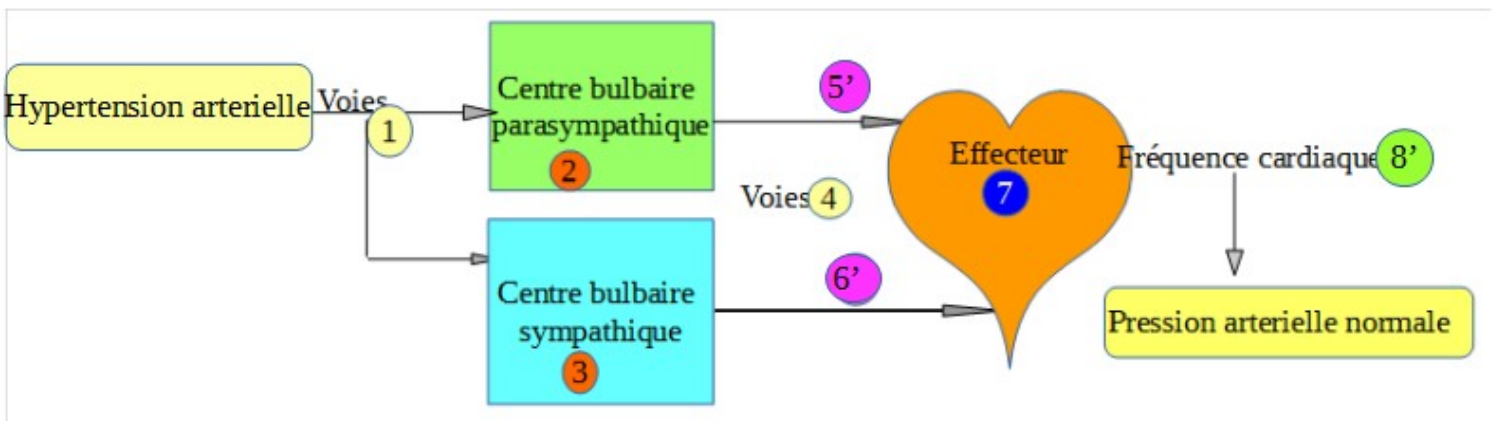 Hypertension arterielle
Voies
1
Centre bulbaire
parasympathique
2
Centre bulbaire
sympathique
3
5’
Voies 4
6’
Effecteur
7
Fréquence cardiaque 8’
Pression arterielle normale